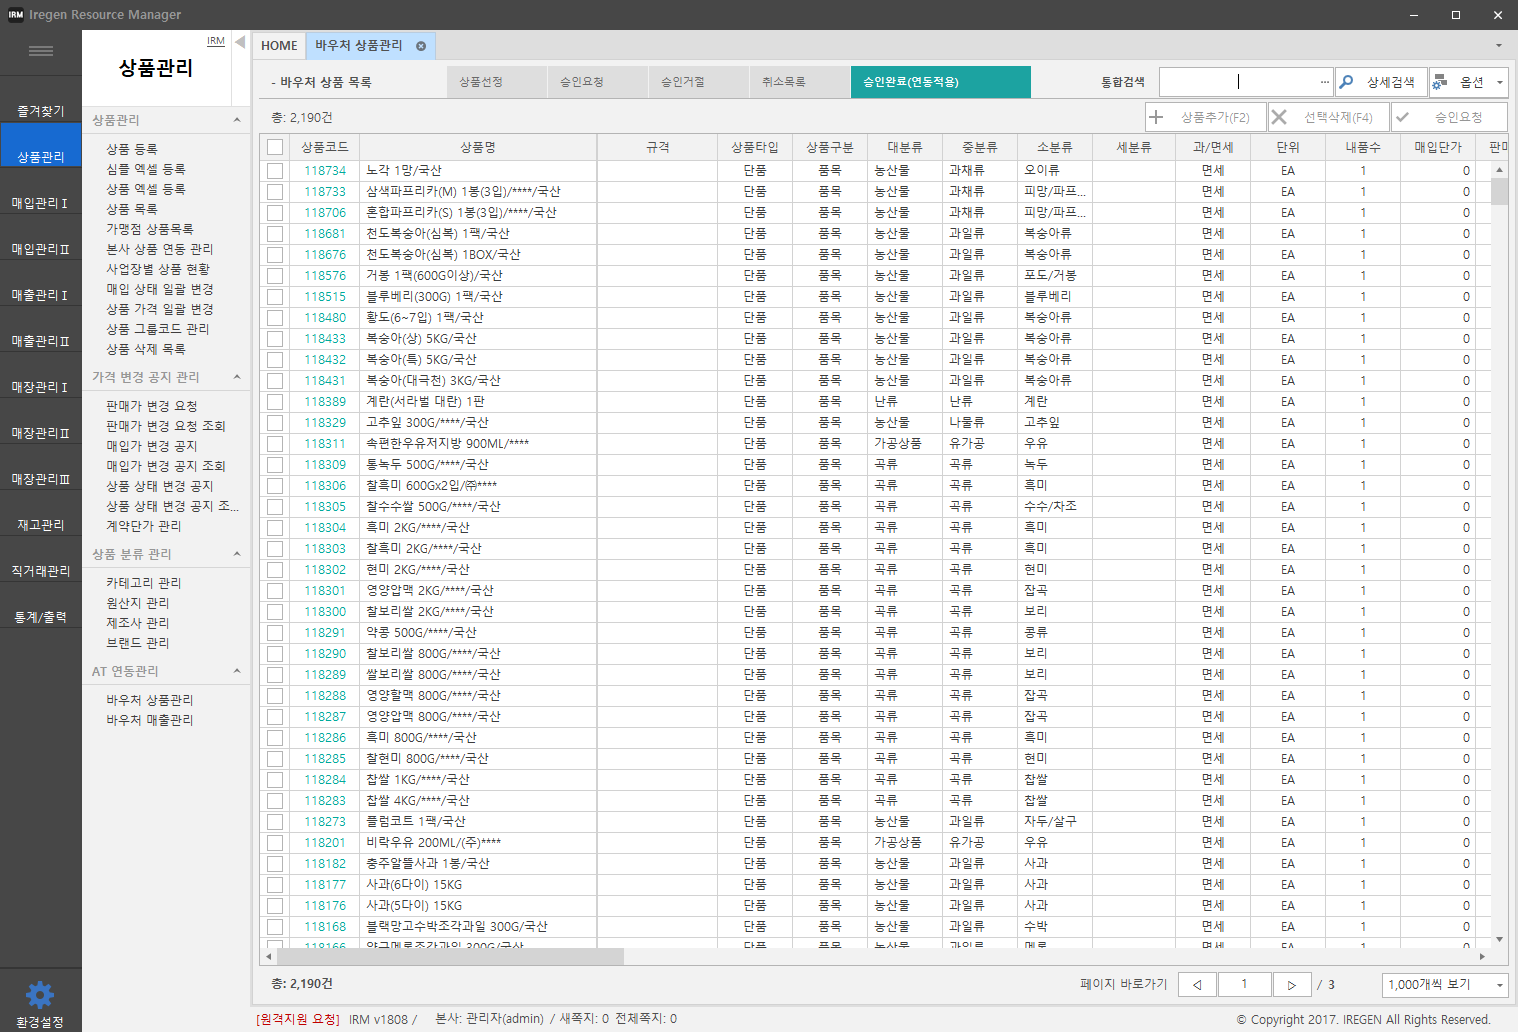 IRM Iregen Resource Manager
IRM
상품관리
즐겨찾기
상품관리
매입관리Ⅰ
매입관리Ⅱ
매출관리Ⅰ
매출관리Ⅱ
매장관리Ⅰ
매장관리Ⅱ
매장관리Ⅲ
재고관리
직거래관리
통계/출력
환경설정
상품관리
상품 등록
심플 엑셀 등록
상품 엑셀 등록
상품 목록
가맹점 상품목록
본사 상품 연동 관리
사업장별 상품 현황
매입 상태 일괄 변경
상품 가격 일괄 변경
상품 그룹코드 관리
상품 삭제 목록
가격 변경 공지 관리
판매가 변경 요청
판매가 변경 요청 조회
매입가 변경 공지
매입가 변경 공지 조회
상품 상태 변경 공지
상품 상태 변경 공지 조...
계약단가 관리
상품 분류 관리
카테고리 관리
원산지 관리
제조사 관리
브랜드 관리
AT 연동관리
바우처 상품관리
바우처 매출관리
HOME 바우처 상품관리
- 바우처 상품 목록 상품선정 승인요청 승인거절 취소목록 승인완료(연동적용) 통합검색 ... 상세검색 옵션
총: 2,190건 상품추가(F2) 선택삭제(F4) 승인요청
상품코드 상품명 규격 상품타입 상품구분 대분류 중분류 소분류 세분류 과/면세 단위 내품수 매입단가
118734 노각 1망/국산 단품 품목 농산물 과채류 오이류 면세 EA 1 0
118733 삼색파프리카(M) 1봉(3입)/****/국산 단품 품목 농산물 과채류 피망/파프... 면세 EA 1 0
118706 혼합파프리카(S) 1봉(3입)/****/국산 단품 품목 농산물 과채류 피망/파프... 면세 EA 1 0
118681 천도복숭아(심복) 1팩/국산 단품 품목 농산물 과일류 복숭아류 면세 EA 1 0
118676 천도복숭아(심복) 1BOX/국산 단품 품목 농산물 과일류 복숭아류 면세 EA 1 0
118576 거봉 1팩(600G이상)/국산 단품 품목 농산물 과일류 포도/거봉 면세 EA 1 0
118515 블루베리(300G) 1팩/국산 단품 품목 농산물 과일류 블루베리 면세 EA 1 0
118480 황도(6~7입) 1팩/국산 단품 품목 농산물 과일류 복숭아류 면세 EA 1 0
118433 복숭아(상) 5KG/국산 단품 품목 농산물 과일류 복숭아류 면세 EA 1 0
118432 복숭아(특) 5KG/국산 단품 품목 농산물 과일류 복숭아류 면세 EA 1 0
118431 복숭아(대극천) 3KG/국산 단품 품목 농산물 과일류 복숭아류 면세 EA 1 0
118389 계란(서라벌 대란) 1판 단품 품목 난류 난류 계란 면세 EA 1 0
118329 고추잎 300G/****/국산 단품 품목 농산물 나물류 고추잎 면세 EA 1 0
118311 속편한우유저지방 900ML/**** 단품 품목 가공상품 유가공 우유 면세 EA 1 0
118309 통녹두 500G/****/국산 단품 품목 곡류 곡류 녹두 면세 EA 1 0
118306 찰흑미 600Gx2입/㈜**** 단품 품목 곡류 곡류 흑미 면세 EA 1 0
118305 찰수수쌀 500G/****/국산 단품 품목 곡류 곡류 수수/차조 면세 EA 1 0
118304 흑미 2KG/****/국산 단품 품목 곡류 곡류 흑미 면세 EA 1 0
118303 찰흑미 2KG/****/국산 단품 품목 곡류 곡류 흑미 면세 EA 1 0
118302 현미 2KG/****/국산 단품 품목 곡류 곡류 현미 면세 EA 1 0
118301 영양압맥 2KG/****/국산 단품 품목 곡류 곡류 잡곡 면세 EA 1 0
118300 찰보리쌀 2KG/****/국산 단품 품목 곡류 곡류 보리 면세 EA 1 0
118291 약콩 500G/****/국산 단품 품목 곡류 곡류 콩류 면세 EA 1 0
118290 찰보리쌀 800G/****/국산 단품 품목 곡류 곡류 보리 면세 EA 1 0
118289 쌀보리쌀 800G/****/국산 단품 품목 곡류 곡류 보리 면세 EA 1 0
118288 영양할맥 800G/****/국산 단품 품목 곡류 곡류 잡곡 면세 EA 1 0
118287 영양압맥 800G/****/국산 단품 품목 곡류 곡류 잡곡 면세 EA 1 0
118286 흑미 800G/****/국산 단품 품목 곡류 곡류 흑미 면세 EA 1 0
118285 찰현미 800G/****/국산 단품 품목 곡류 곡류 현미 면세 EA 1 0
118284 찹쌀 1KG/****/국산 단품 품목 곡류 곡류 찹쌀 면세 EA 1 0
118283 찹쌀 4KG/****/국산 단품 품목 곡류 곡류 찹쌀 면세 EA 1 0
118273 플럼코트 1팩/국산 단품 품목 농산물 과일류 자두/살구 면세 EA 1 0
118201 비락우유 200ML/(주)**** 단품 품목 가공상품 유가공 우유 면세 EA 1 0
118182 충주알뜰사과 1봉/국산 단품 품목 농산물 과일류 사과 면세 EA 1 0
118177 사과(6다이) 15KG 단품 품목 농산물 과일류 사과 면세 EA 1 0
118176 사과(5다이) 15KG 단품 품목 농산물 과일류 사과 면세 EA 1 0
118168 블랙망고수박조각과일 300G/국산 단품 품목 농산물 과일류 수박 면세 EA 1 0
118166 양구메론조각과일 300G/국산 단품 품목 농산물 과일류 메론 면세 EA 1 0
총: 2,190건 페이지 바로가기 1 / 3 1,000개씩 보기
[원격지원 요청] IRM v1808 / 본사: 관리자(admin) / 새쪽지: 0 전체쪽지: 0 © Copyright 2017. IREGEN All Rights Reserved.